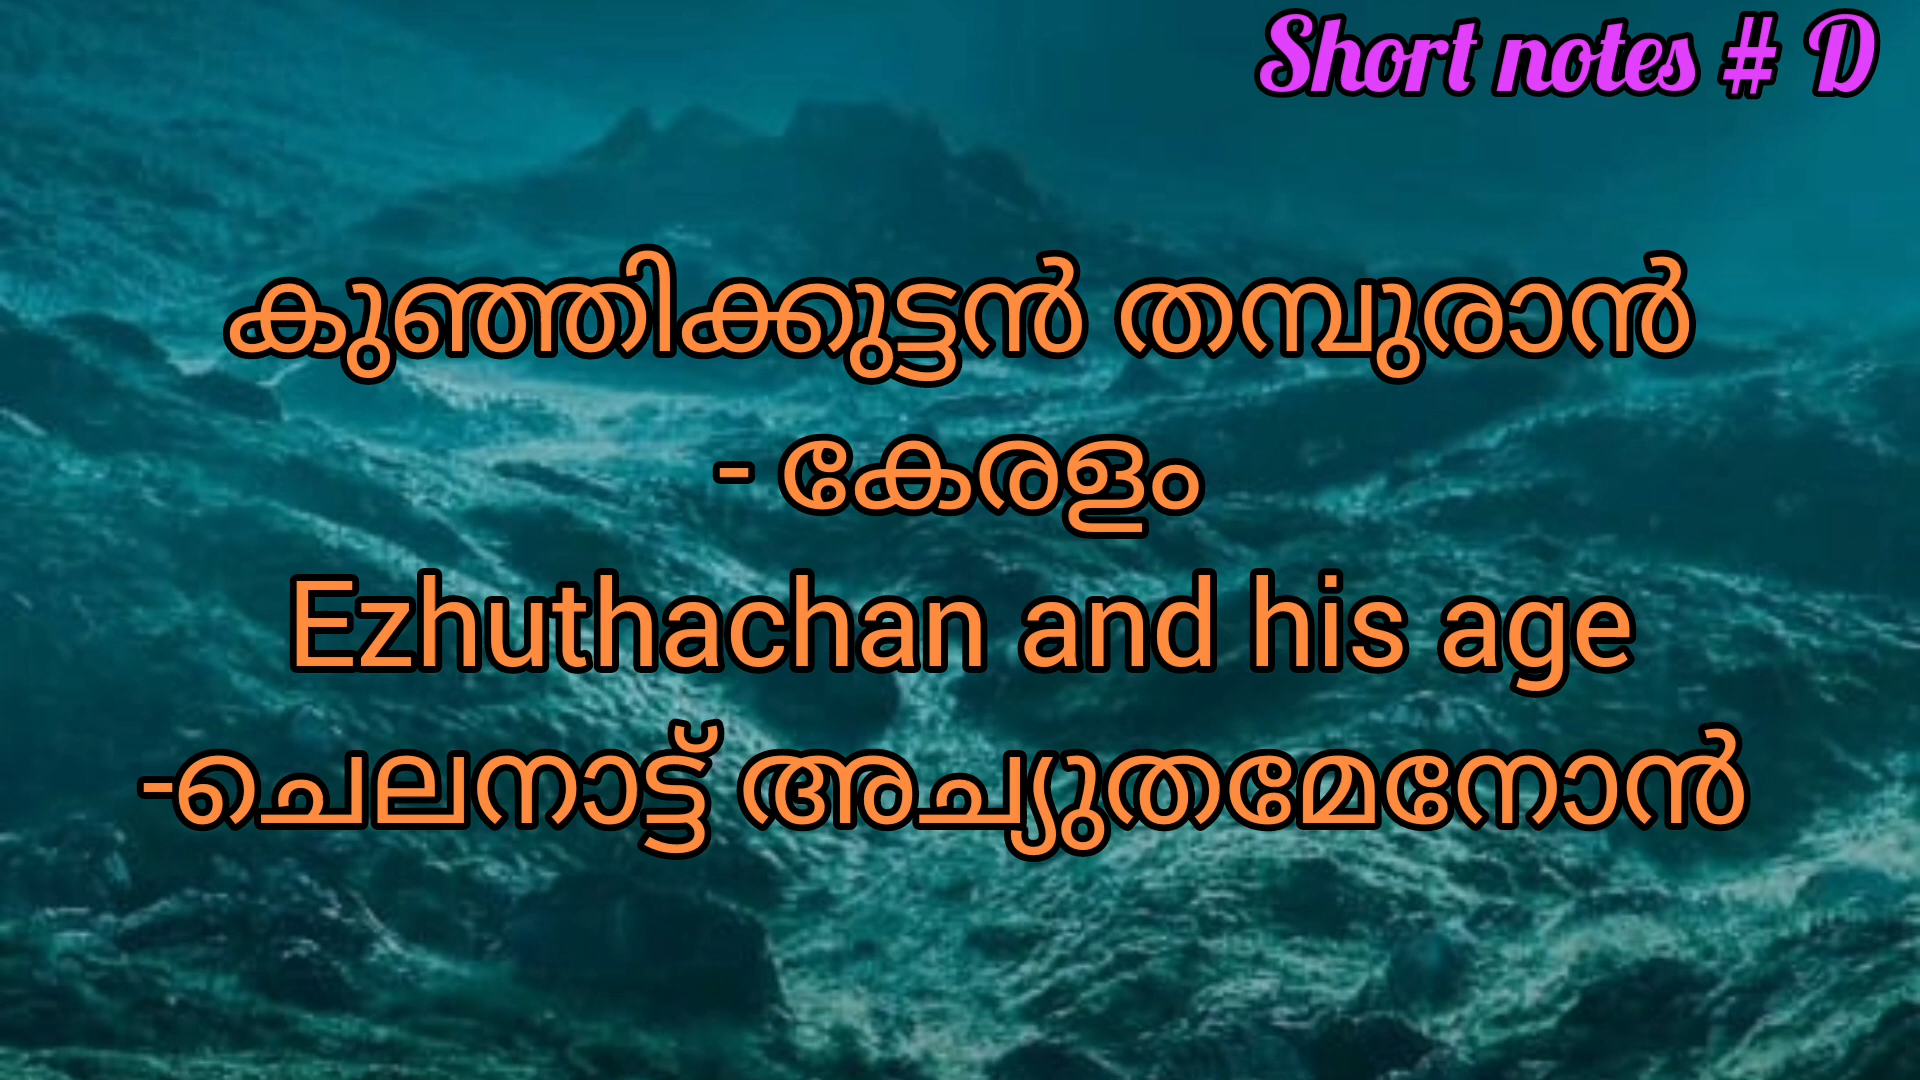 Short notes # D
കുഞ്ഞിക്കുട്ടൻ തമ്പുരാൻ
- കേരളം
Ezhuthachan and his age
-ചെലനാട്ട് അച്യുതമേനോൻ